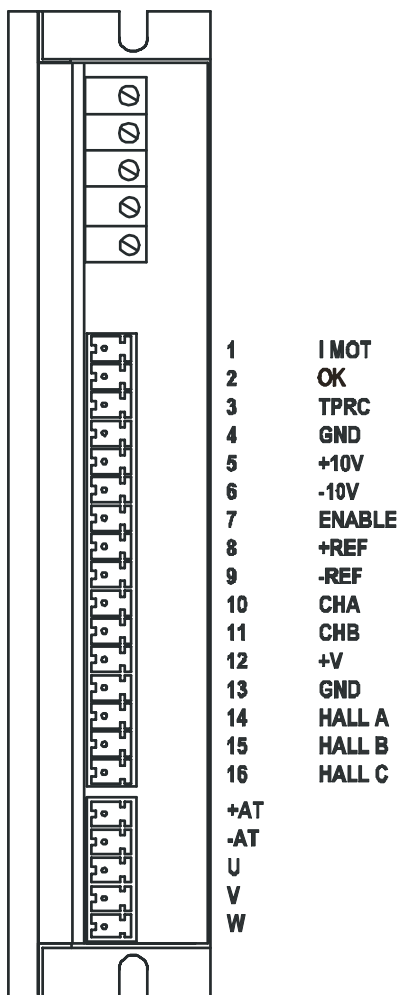 1 I MOT
2 OK
3 TPRC
4 GND
5 +10V
6 -10V
7 ENABLE
8 +REF
9 -REF
10 CHA
11 CHB
12 +V
13 GND
14 HALL A
15 HALL B
16 HALL C
+AT
-AT
U
V
W